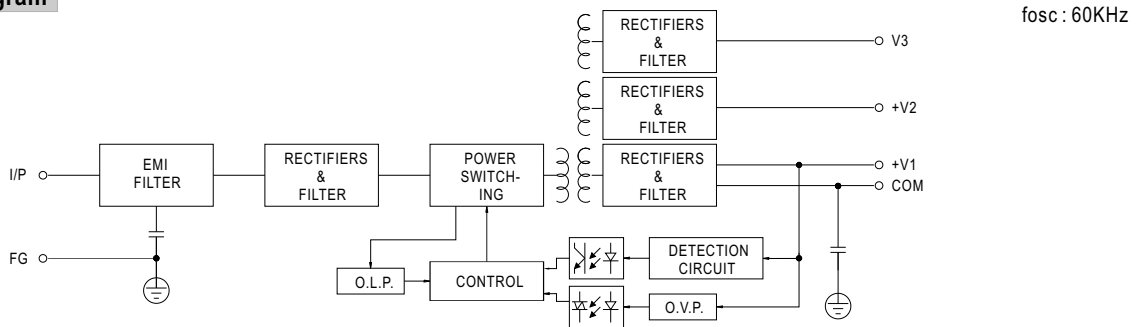 fosc : 60KHz
RECTIFIERS
&
FILTER
V3
RECTIFIERS
&
FILTER
+V2
I/P
EMI
FILTER
RECTIFIERS
&
FILTER
POWER
SWITCH-
ING
RECTIFIERS
&
FILTER
+V1
COM
FG
O.L.P.
CONTROL
DETECTION
CIRCUIT
O.V.P.